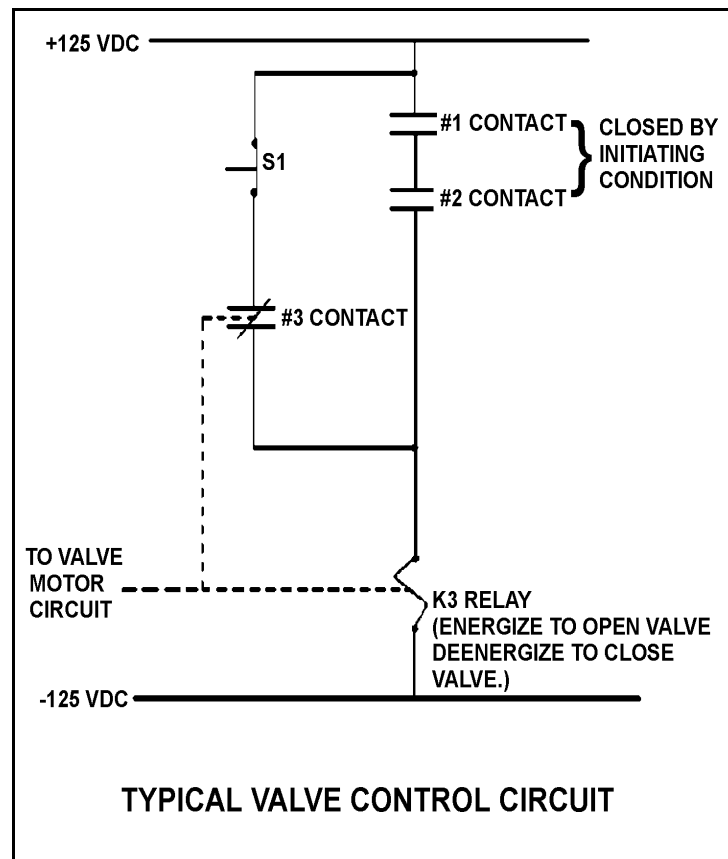 +125 VDC
#1 CONTACT
CLOSED BY
INITIATING
CONDITION
S1
#2 CONTACT
#3 CONTACT
TO VALVE
MOTOR
CIRCUIT
K3 RELAY
(ENERGIZE TO OPEN VALVE
DEENERGIZE TO CLOSE
VALVE.)
-125 VDC
TYPICAL VALVE CONTROL CIRCUIT